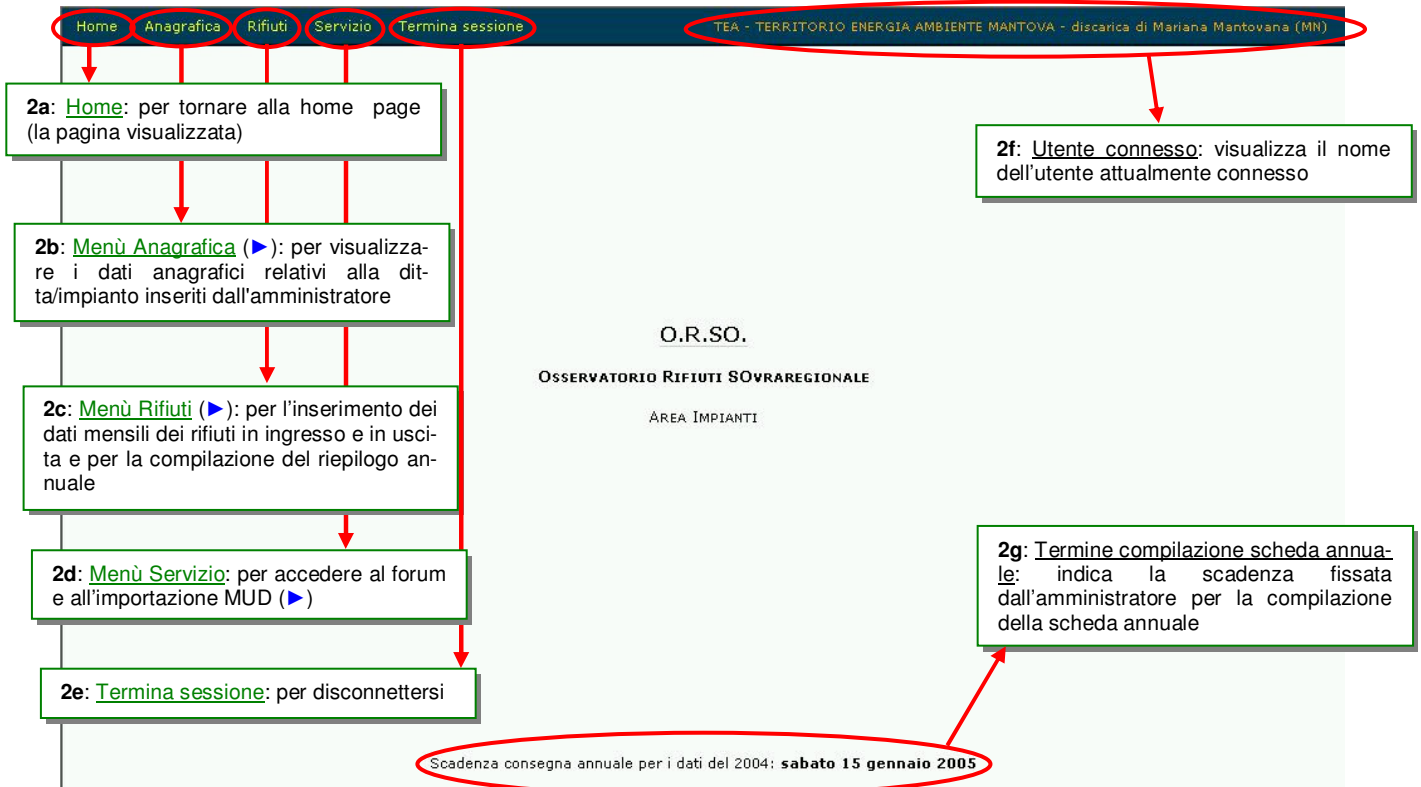 Home Anagrafica Rifiuti Servizio Termina sessione TEA - TERRITORIO ENERGIA AMBIENTE MANTOVA - discarica di Mariana Mantovana (MN)
2a: Home: per tornare alla home page
(la pagina visualizzata)
2f: Utente connesso: visualizza il nome
dell'utente attualmente connesso
2b: Menù Anagrafica (►): per visualizza-
re i dati anagrafici relativi alla dit-
ta/impianto inseriti dall'amministratore
O.R.SO.
OSSERVATORIO RIFIUTI SOVRAREGIONALE
AREA IMPIANTI
2c: Menù Rifiuti (►): per l'inserimento dei
dati mensili dei rifiuti in ingresso e in usci-
ta e per la compilazione del riepilogo an-
nuale
2d: Menù Servizio: per accedere al forum
e all'importazione MUD (►)
2g: Termine compilazione scheda annua-
le: indica la scadenza fissata
dall'amministratore per la compilazione
della scheda annuale
2e: Termina sessione: per disconnettersi
Scadenza consegna annuale per i dati del 2004: sabato 15 gennaio 2005